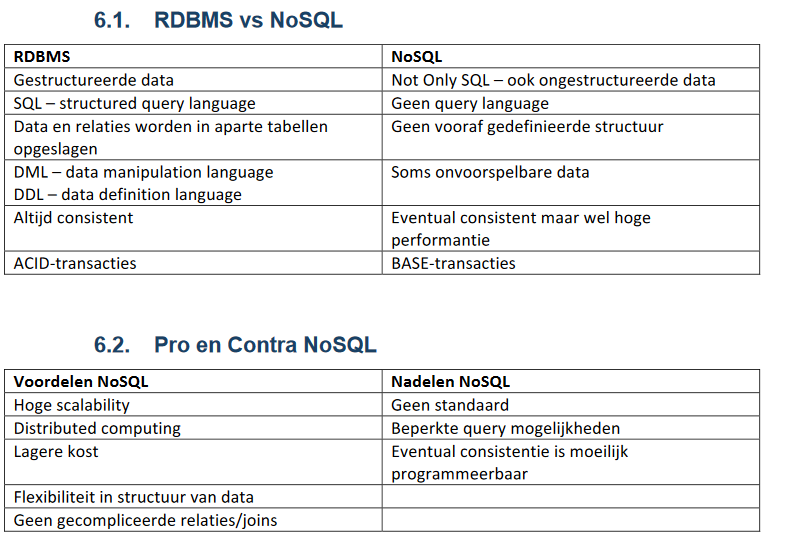 6.1. RDBMS vs NoSQL
RDBMS NoSQL
Gestructureerde data Not Only SQL – ook ongestructureerde data
SQL – structured query language Geen query language
Data en relaties worden in aparte tabellen Geen vooraf gedefinieerde structuur
opgeslagen
DML – data manipulation language Soms onvoorspelbare data
DDL – data definition language
Altijd consistent Eventual consistent maar wel hoge
performantie
ACID-transacties BASE-transacties
6.2. Pro en Contra NoSQL
Voordelen NoSQL Nadelen NoSQL
Hoge scalability Geen standaard
Distributed computing Beperkte query mogelijkheden
Lagere kost Eventual consistentie is moeilijk
programmeerbaar
Flexibiliteit in structuur van data
Geen gecompliceerde relaties/joins